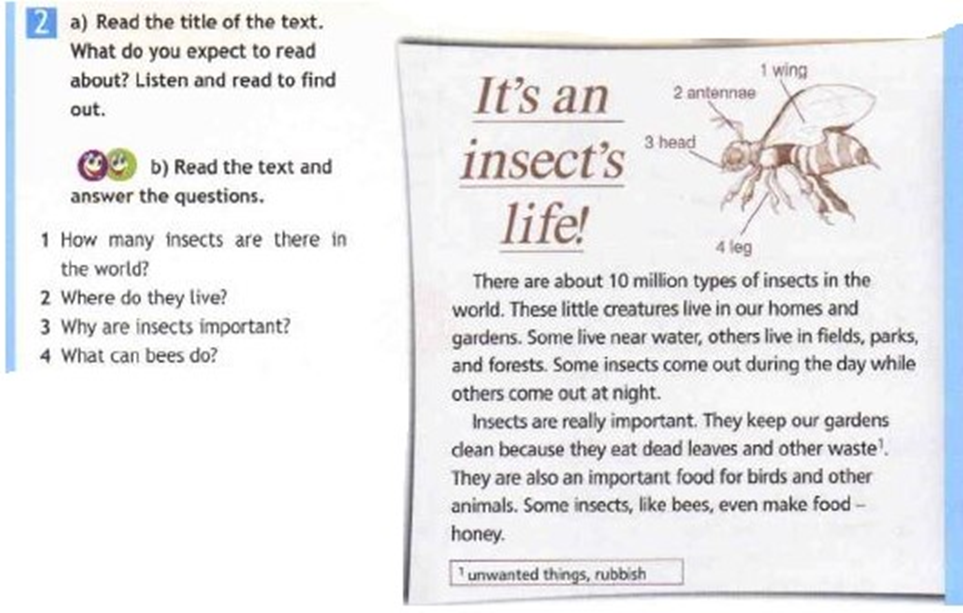 2 a) Read the title of the text.
What do you expect to read
about? Listen and read to find
out.
b) Read the text and
answer the questions.
1 How many insects are there in
the world?
2 Where do they live?
3 Why are insects important?
4 What can bees do?
It's an
insect's
life!
1 wing
2 antennae
3 head
4 leg
There are about 10 million types of insects in the
world. These little creatures live in our homes and
gardens. Some live near water, others live in fields, parks,
and forests. Some insects come out during the day while
others come out at night.
Insects are really important. They keep our gardens
clean because they eat dead leaves and other waste¹.
They are also an important food for birds and other
animals. Some insects, like bees, even make food –
honey.
¹ unwanted things, rubbish